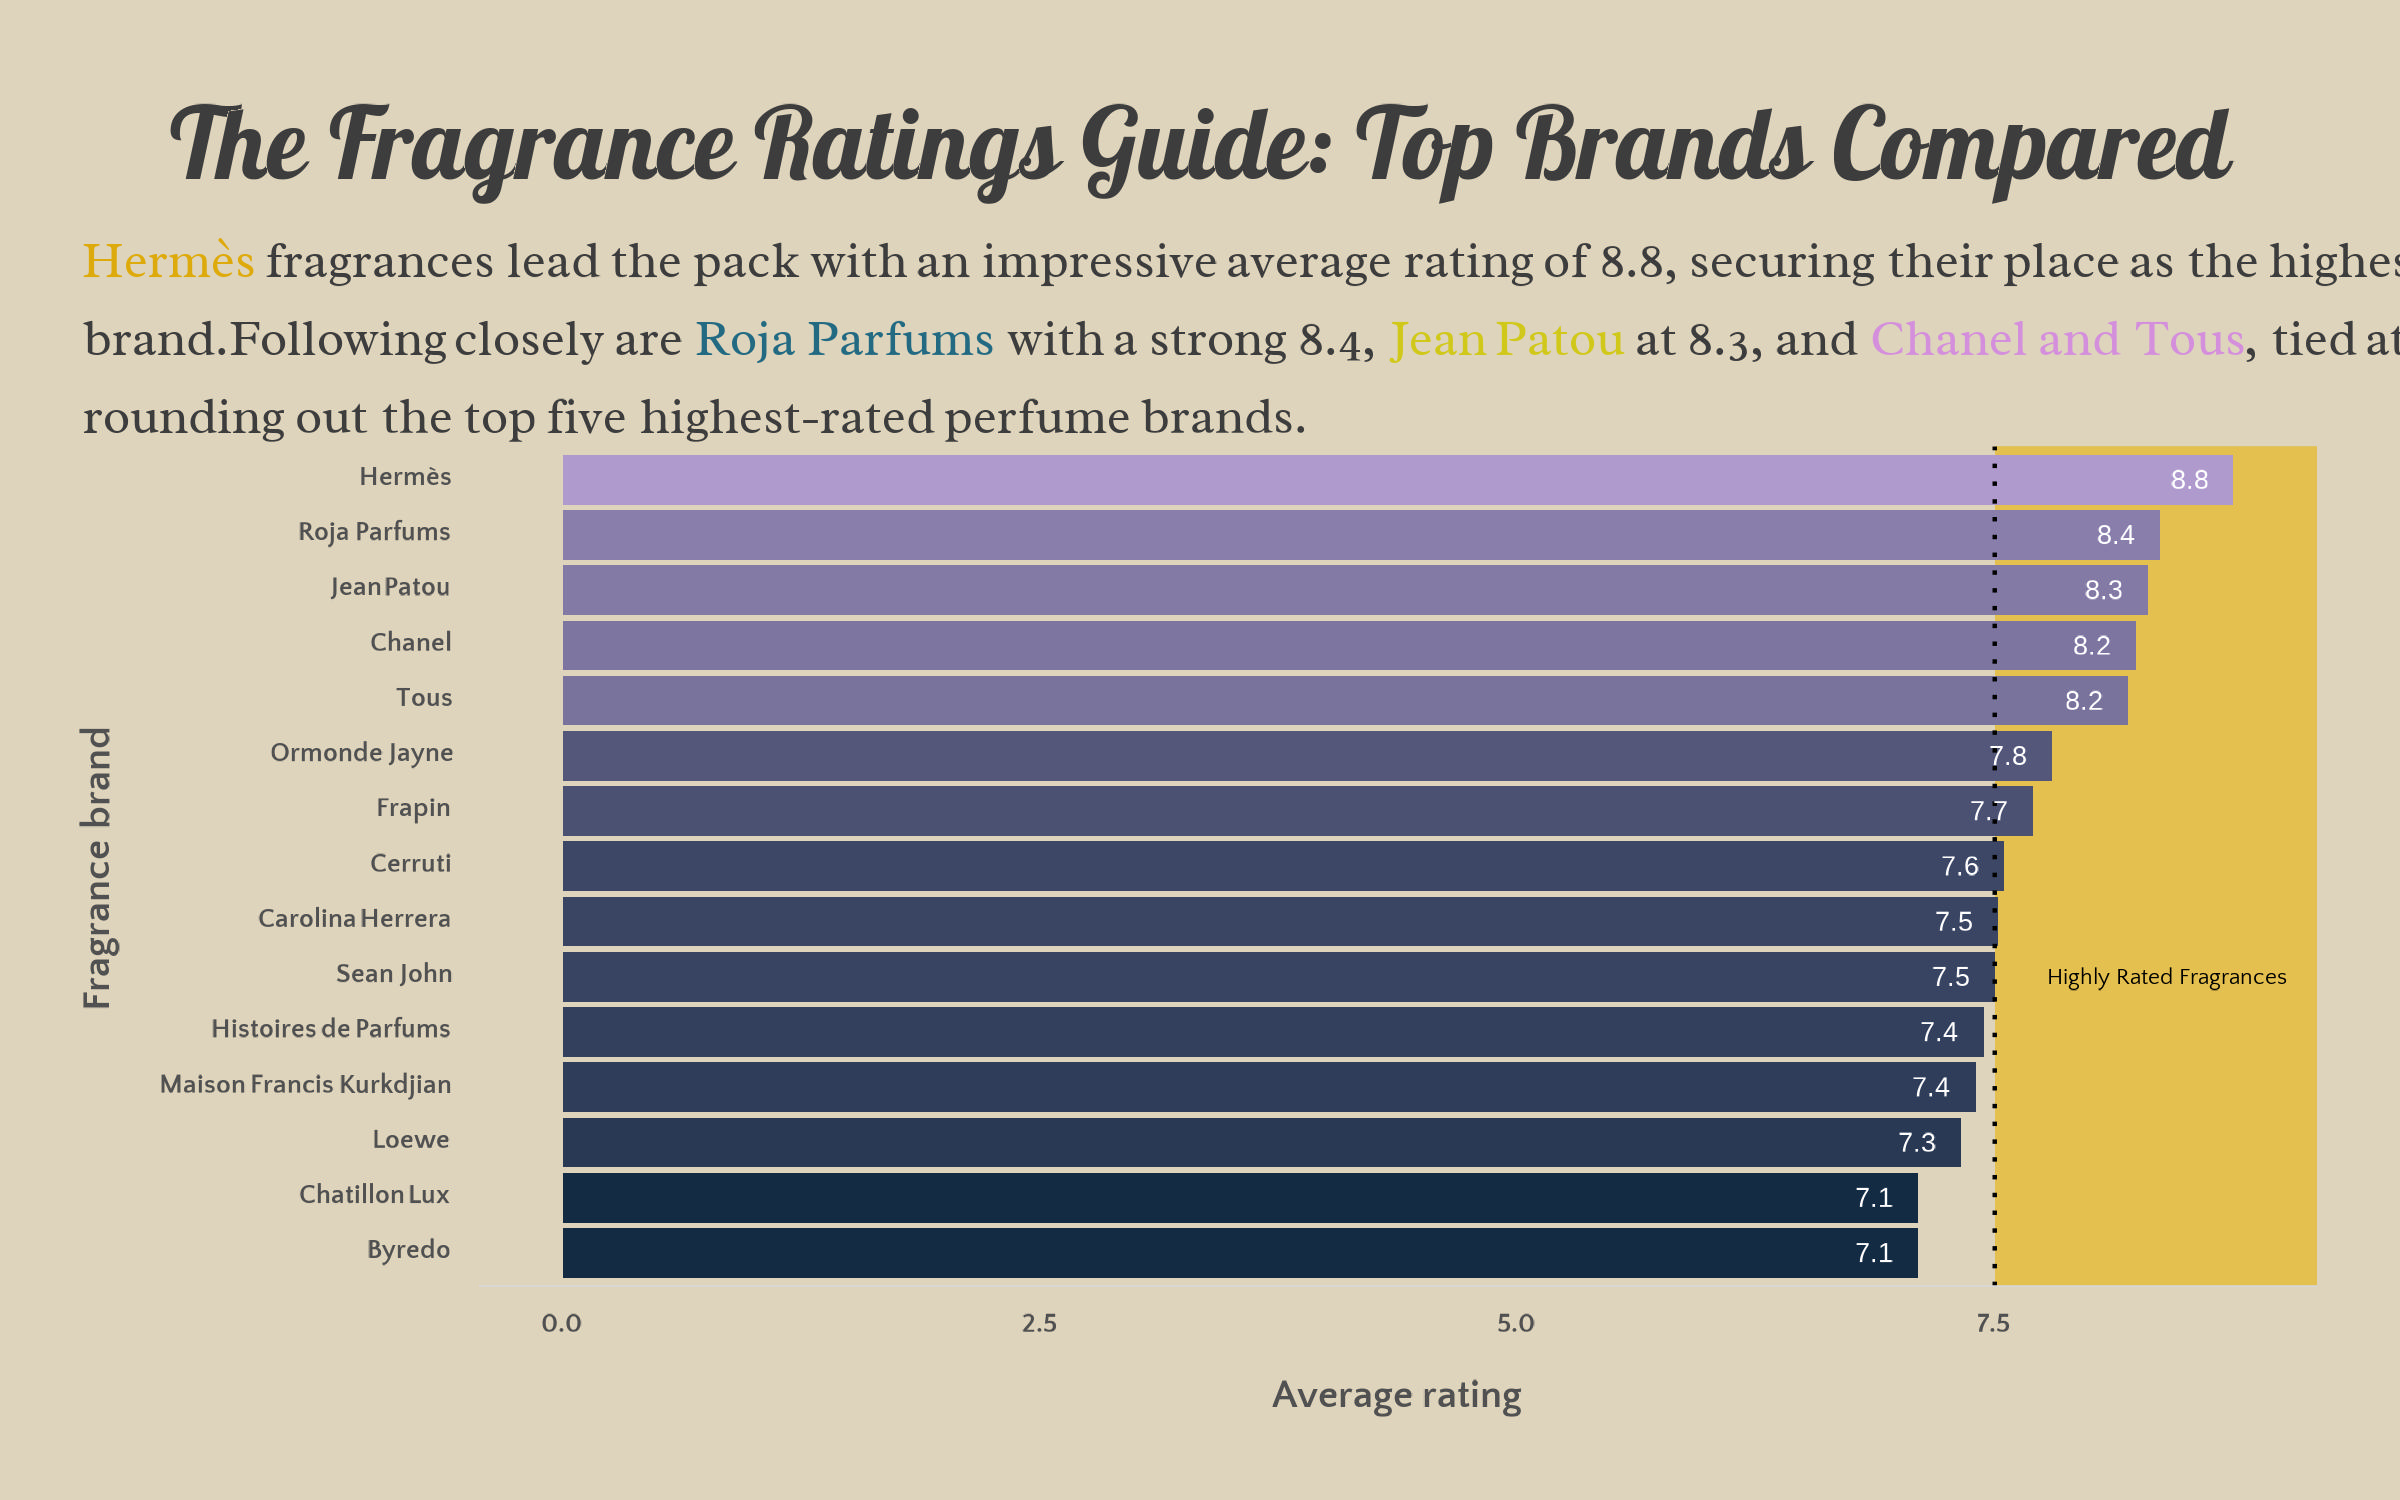 The Fragrance Ratings Guide: Top Brands Compared
Hermès fragrances lead the pack with an impressive average rating of 8.8, securing their place as the
brand.Following closely are Roja Parfums with a strong 8.4, Jean Patou at 8.3, and Chanel and Tous, tied at
rounding out the top five highest-rated perfume brands.
Fragrance brand
Hermès 8.8
Roja Parfums 8.4
Jean Patou 8.3
Chanel 8.2
Tous 8.2
Ormonde Jayne 7.8
Frapin 7.7
Cerruti 7.6
Carolina Herrera 7.5
Sean John 7.5
Highly Rated Fragrances
Histoires de Parfums 7.4
Maison Francis Kurkdjian 7.4
Loewe 7.3
Chatillon Lux 7.1
Byredo 7.1
0.0 2.5 5.0 7.5
Average rating